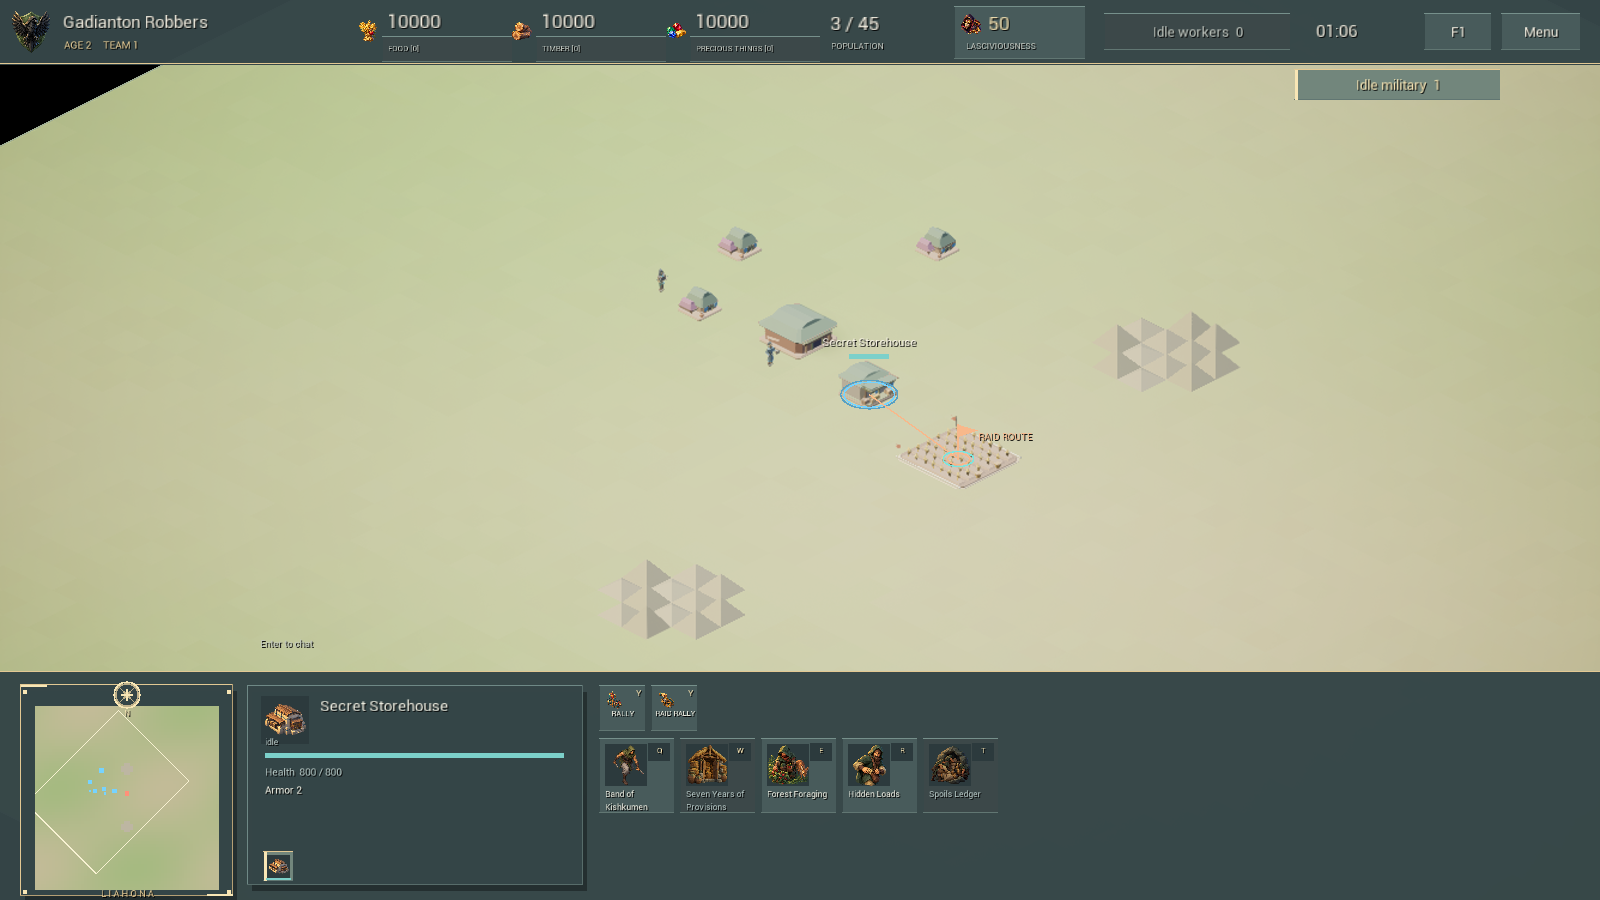 Gadianton Robbers
AGE 2 TEAM 1
10000
FOOD [0]
10000
TIMBER [0]
10000
PRECIOUS THINGS [0]
3 / 45
POPULATION
50
LASCIVIOUSNESS
Idle workers 0
01:06
F1
Menu
Idle military 1
Secret Storehouse
RAID ROUTE
Enter to chat
N
LIAHONA
Secret Storehouse
idle
Health 800 / 800
Armor 2
Y
RALLY
Y
RAID RALLY
Q
Band of
Kishkumen
W
Seven Years of
Provisions
E
Forest Foraging
R
Hidden Loads
T
Spoils Ledger